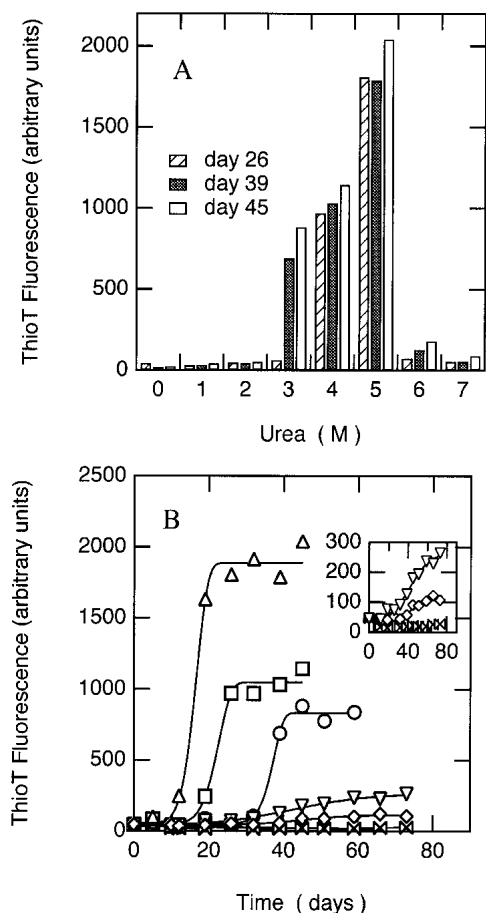 ThioT Fluorescence (arbitrary units)
2000
1500
1000
500
0
A
day 26
day 39
day 45
0 1 2 3 4 5 6 7
Urea ( M )
ThioT Fluorescence (arbitrary units)
2500
2000
1500
1000
500
0
B
300
200
100
0
0 40 80
0 20 40 60 80
Time ( days )